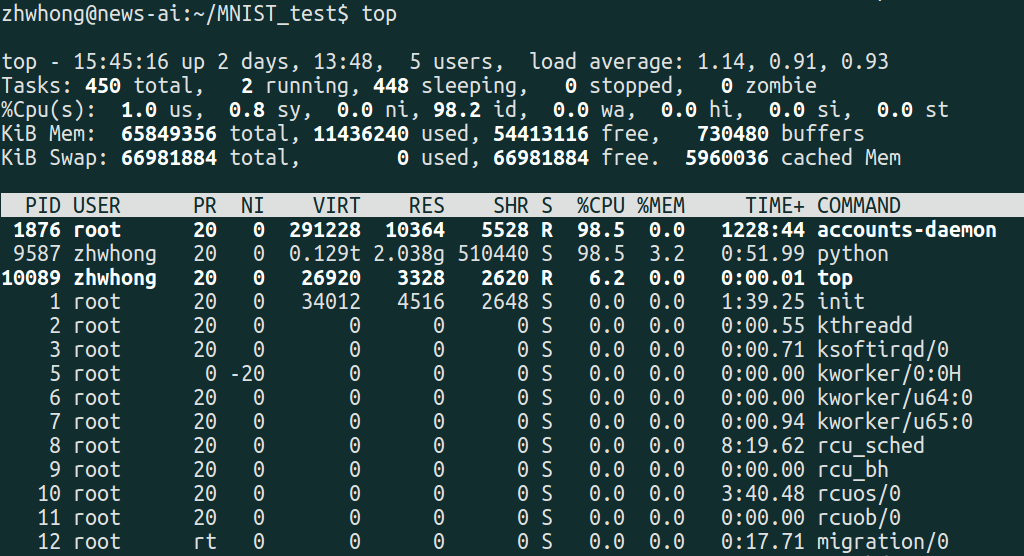 zhwhong@news-ai:~/MNIST_test$ top
top - 15:45:16 up 2 days, 13:48,  5 users,  load average: 1.14, 0.91, 0.93
Tasks: 450 total,   2 running, 448 sleeping,   0 stopped,   0 zombie
%Cpu(s):  1.0 us,  0.8 sy,  0.0 ni, 98.2 id,  0.0 wa,  0.0 hi,  0.0 si,  0.0 st
KiB Mem:  65849356 total, 11436240 used, 54413116 free,   730480 buffers
KiB Swap: 66981884 total,        0 used, 66981884 free.  5960036 cached Mem
  PID USER      PR  NI    VIRT    RES    SHR S  %CPU %MEM     TIME+ COMMAND
 1876 root      20   0  291228  10364   5528 R  98.5  0.0   1228:44 accounts-daemon
 9587 zhwhong   20   0  0.129t 2.038g 510440 S  98.5  3.2   0:51.99 python
10089 zhwhong   20   0   26920   3328   2620 R   6.2  0.0   0:00.01 top
    1 root      20   0   34012   4516   2648 S   0.0  0.0   1:39.25 init
    2 root      20   0       0      0      0 S   0.0  0.0   0:00.55 kthreadd
    3 root      20   0       0      0      0 S   0.0  0.0   0:00.71 ksoftirqd/0
    5 root       0 -20       0      0      0 S   0.0  0.0   0:00.00 kworker/0:0H
    6 root      20   0       0      0      0 S   0.0  0.0   0:00.00 kworker/u64:0
    7 root      20   0       0      0      0 S   0.0  0.0   0:00.94 kworker/u65:0
    8 root      20   0       0      0      0 S   0.0  0.0   8:19.62 rcu_sched
    9 root      20   0       0      0      0 S   0.0  0.0   0:00.00 rcu_bh
   10 root      20   0       0      0      0 S   0.0  0.0   3:40.48 rcuos/0
   11 root      20   0       0      0      0 S   0.0  0.0   0:00.00 rcuob/0
   12 root      rt   0       0      0      0 S   0.0  0.0   0:17.71 migration/0